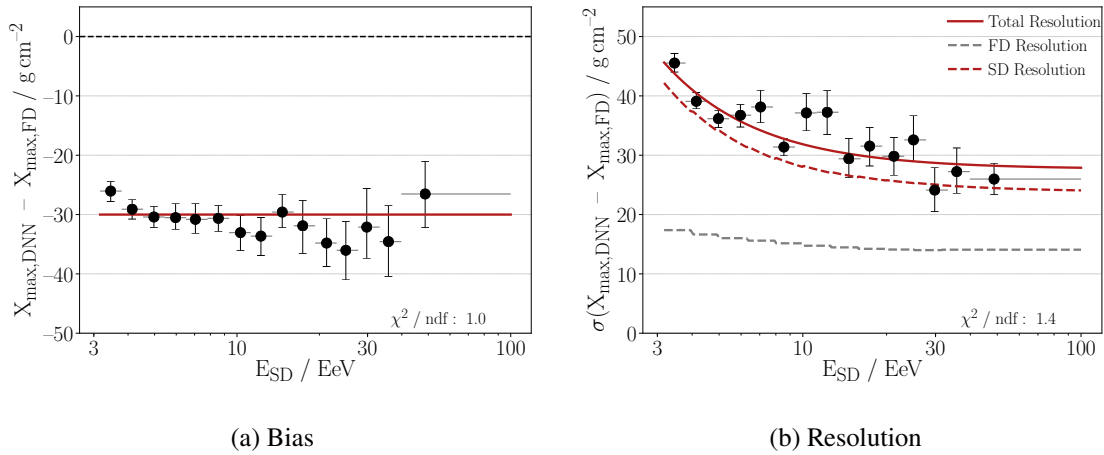 X_max,DNN − X_max,FD / g cm^−2
0
−10
−20
−30
−40
−50
χ² / ndf : 1.0
3
10
30
100
E_SD / EeV
(a) Bias
σ(X_max,DNN − X_max,FD) / g cm^−2
50
40
30
20
10
0
Total Resolution
FD Resolution
SD Resolution
χ² / ndf : 1.4
3
10
30
100
E_SD / EeV
(b) Resolution